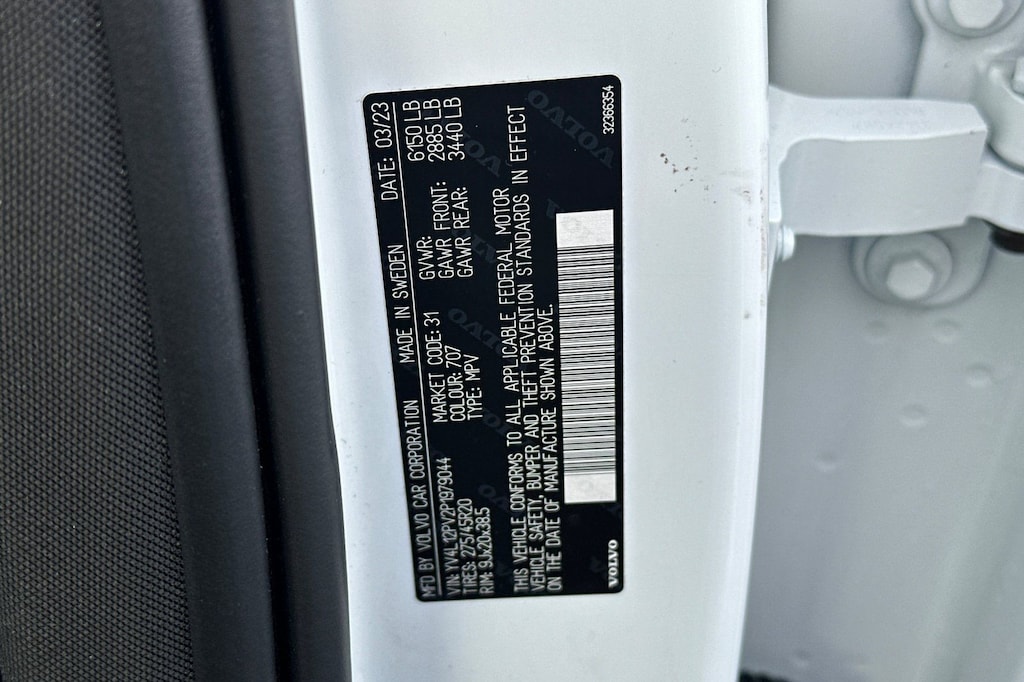 MFD BY VOLVO CAR CORPORATION MADE IN SWEDEN DATE: 03/23
VIN: YV4L12PV2P1979044 MARKET CODE: 31 GVWR: 6150 LB
TIRES: 275/45R20 COLOUR: 707 GAWR FRONT: 2885 LB
RIM: 9Jx20x38.5 TYPE: MPV GAWR REAR: 3440 LB
THIS VEHICLE CONFORMS TO ALL APPLICABLE FEDERAL MOTOR
VEHICLE SAFETY, BUMPER AND THEFT PREVENTION STANDARDS IN EFFECT
ON THE DATE OF MANUFACTURE SHOWN ABOVE.
VOLVO 32366354